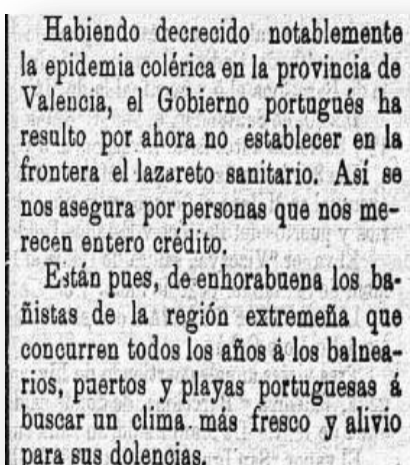 Habiendo decrecido notablemente
la epidemia colérica en la provincia de
Valencia, el Gobierno portugués ha
resulto por ahora no establecer en la
frontera el lazareto sanitario. Así se
nos asegura por personas que nos me-
recen entero crédito.
Están pues, de enhorabuena los ba-
ñistas de la región extremeña que
concurren todos los años á los balnea-
rios, puertos y playas portuguesas á
buscar un clima más fresco y alivio
para sus dolencias.